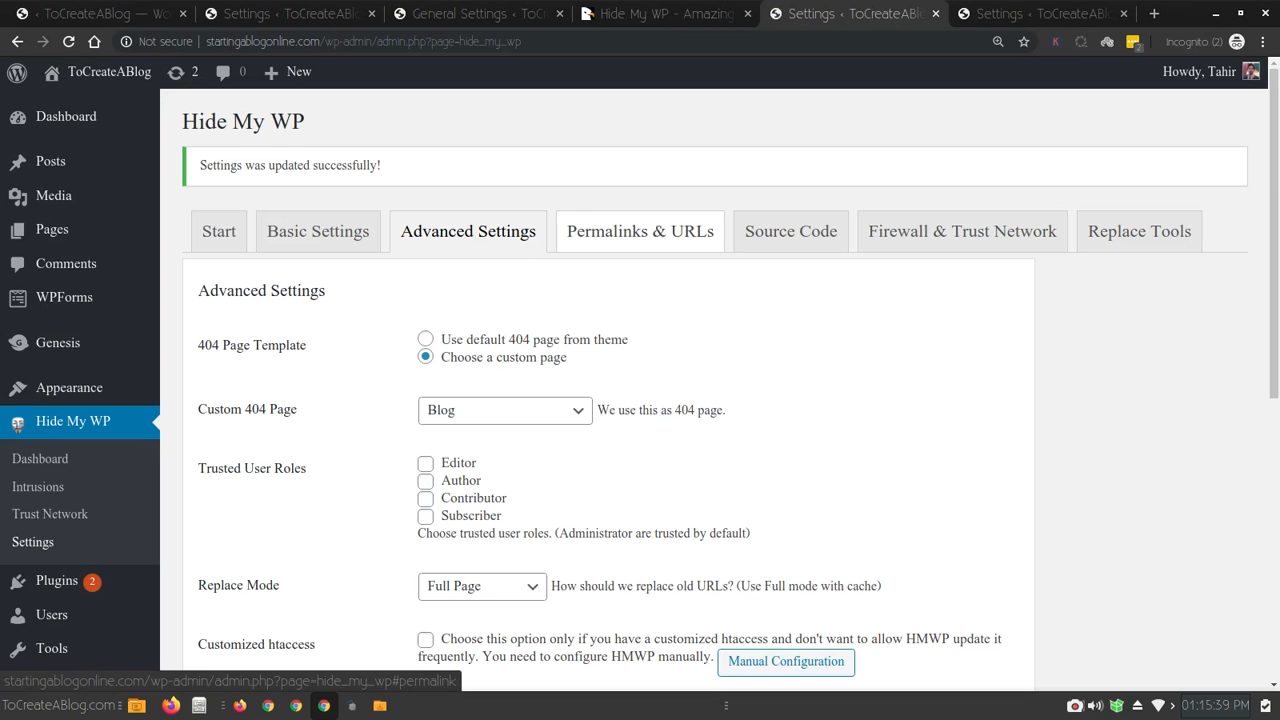 ToCreateABlog — Wo
Settings ‹ ToCreateABlo
General Settings ‹ ToCr
Hide My WP - Amazing
Settings ‹ ToCreateABlo
Settings ‹ ToCreateABlo
Not secure | startingablogonline.com/wp-admin/admin.php?page=hide_my_wp
Incognito (2)
ToCreateABlog 2 0 New
Howdy, Tahir
Dashboard
Posts
Media
Pages
Comments
WPForms
Genesis
Appearance
Hide My WP
Dashboard
Intrusions
Trust Network
Settings
Plugins 2
Users
Tools
Hide My WP
Settings was updated successfully!
Start Basic Settings Advanced Settings Permalinks & URLs Source Code Firewall & Trust Network Replace Tools
Advanced Settings
404 Page Template
Use default 404 page from theme
Choose a custom page
Custom 404 Page Blog We use this as 404 page.
Trusted User Roles
Editor
Author
Contributor
Subscriber
Choose trusted user roles. (Administrator are trusted by default)
Replace Mode Full Page How should we replace old URLs? (Use Full mode with cache)
Customized htaccess
Choose this option only if you have a customized htaccess and don't want to allow HMWP update it
frequently. You need to configure HMWP manually. Manual Configuration
startingablogonline.com/wp-admin/admin.php?page=hide_my_wp#permalink
ToCreateABlog.com
01:15:39 PM